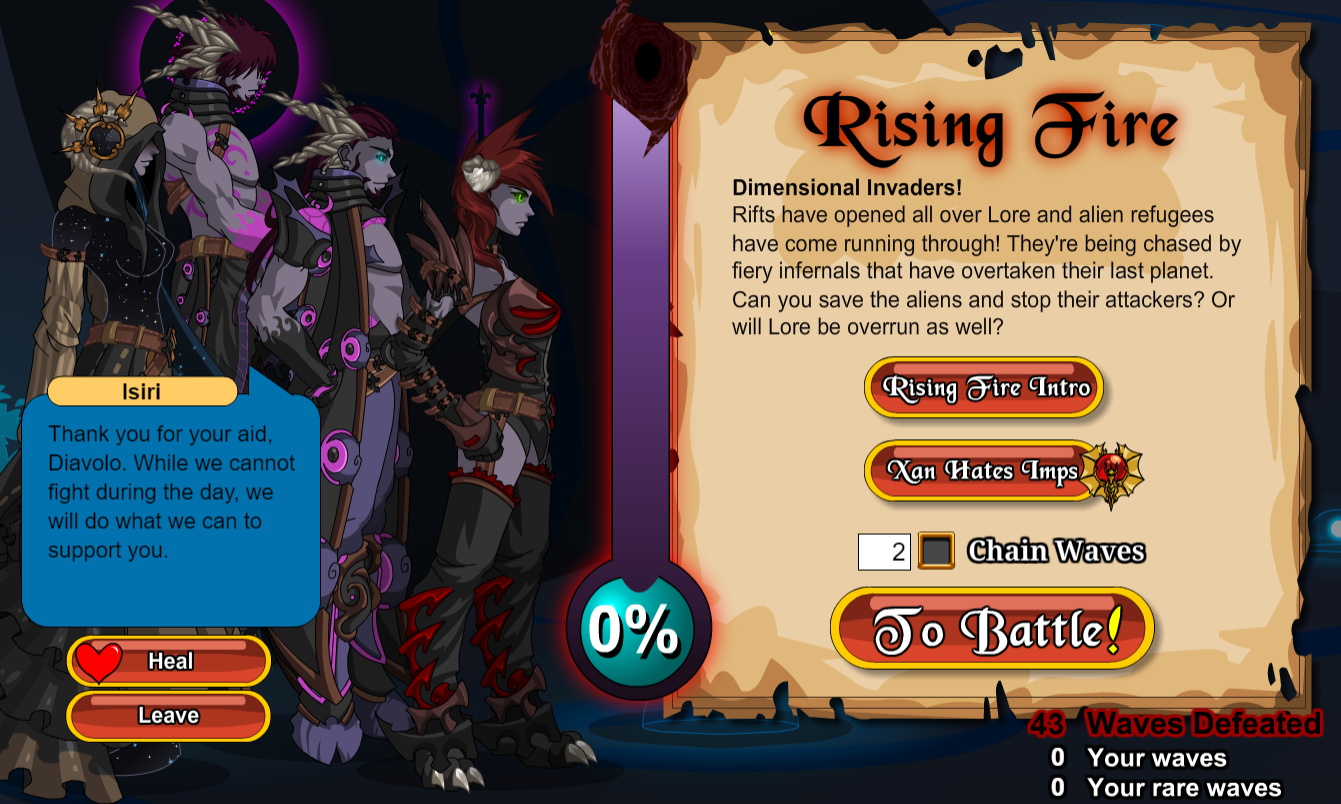 Rising Fire
Dimensional Invaders!
Rifts have opened all over Lore and alien refugees
have come running through! They're being chased by
fiery infernals that have overtaken their last planet.
Can you save the aliens and stop their attackers? Or
will Lore be overrun as well?
Rising Fire Intro
Xan Hates Imps
2 Chain Waves
To Battle!
0%
Isiri
Thank you for your aid,
Diavolo. While we cannot
fight during the day, we
will do what we can to
support you.
Heal
Leave
43 Waves Defeated
0 Your waves
0 Your rare waves